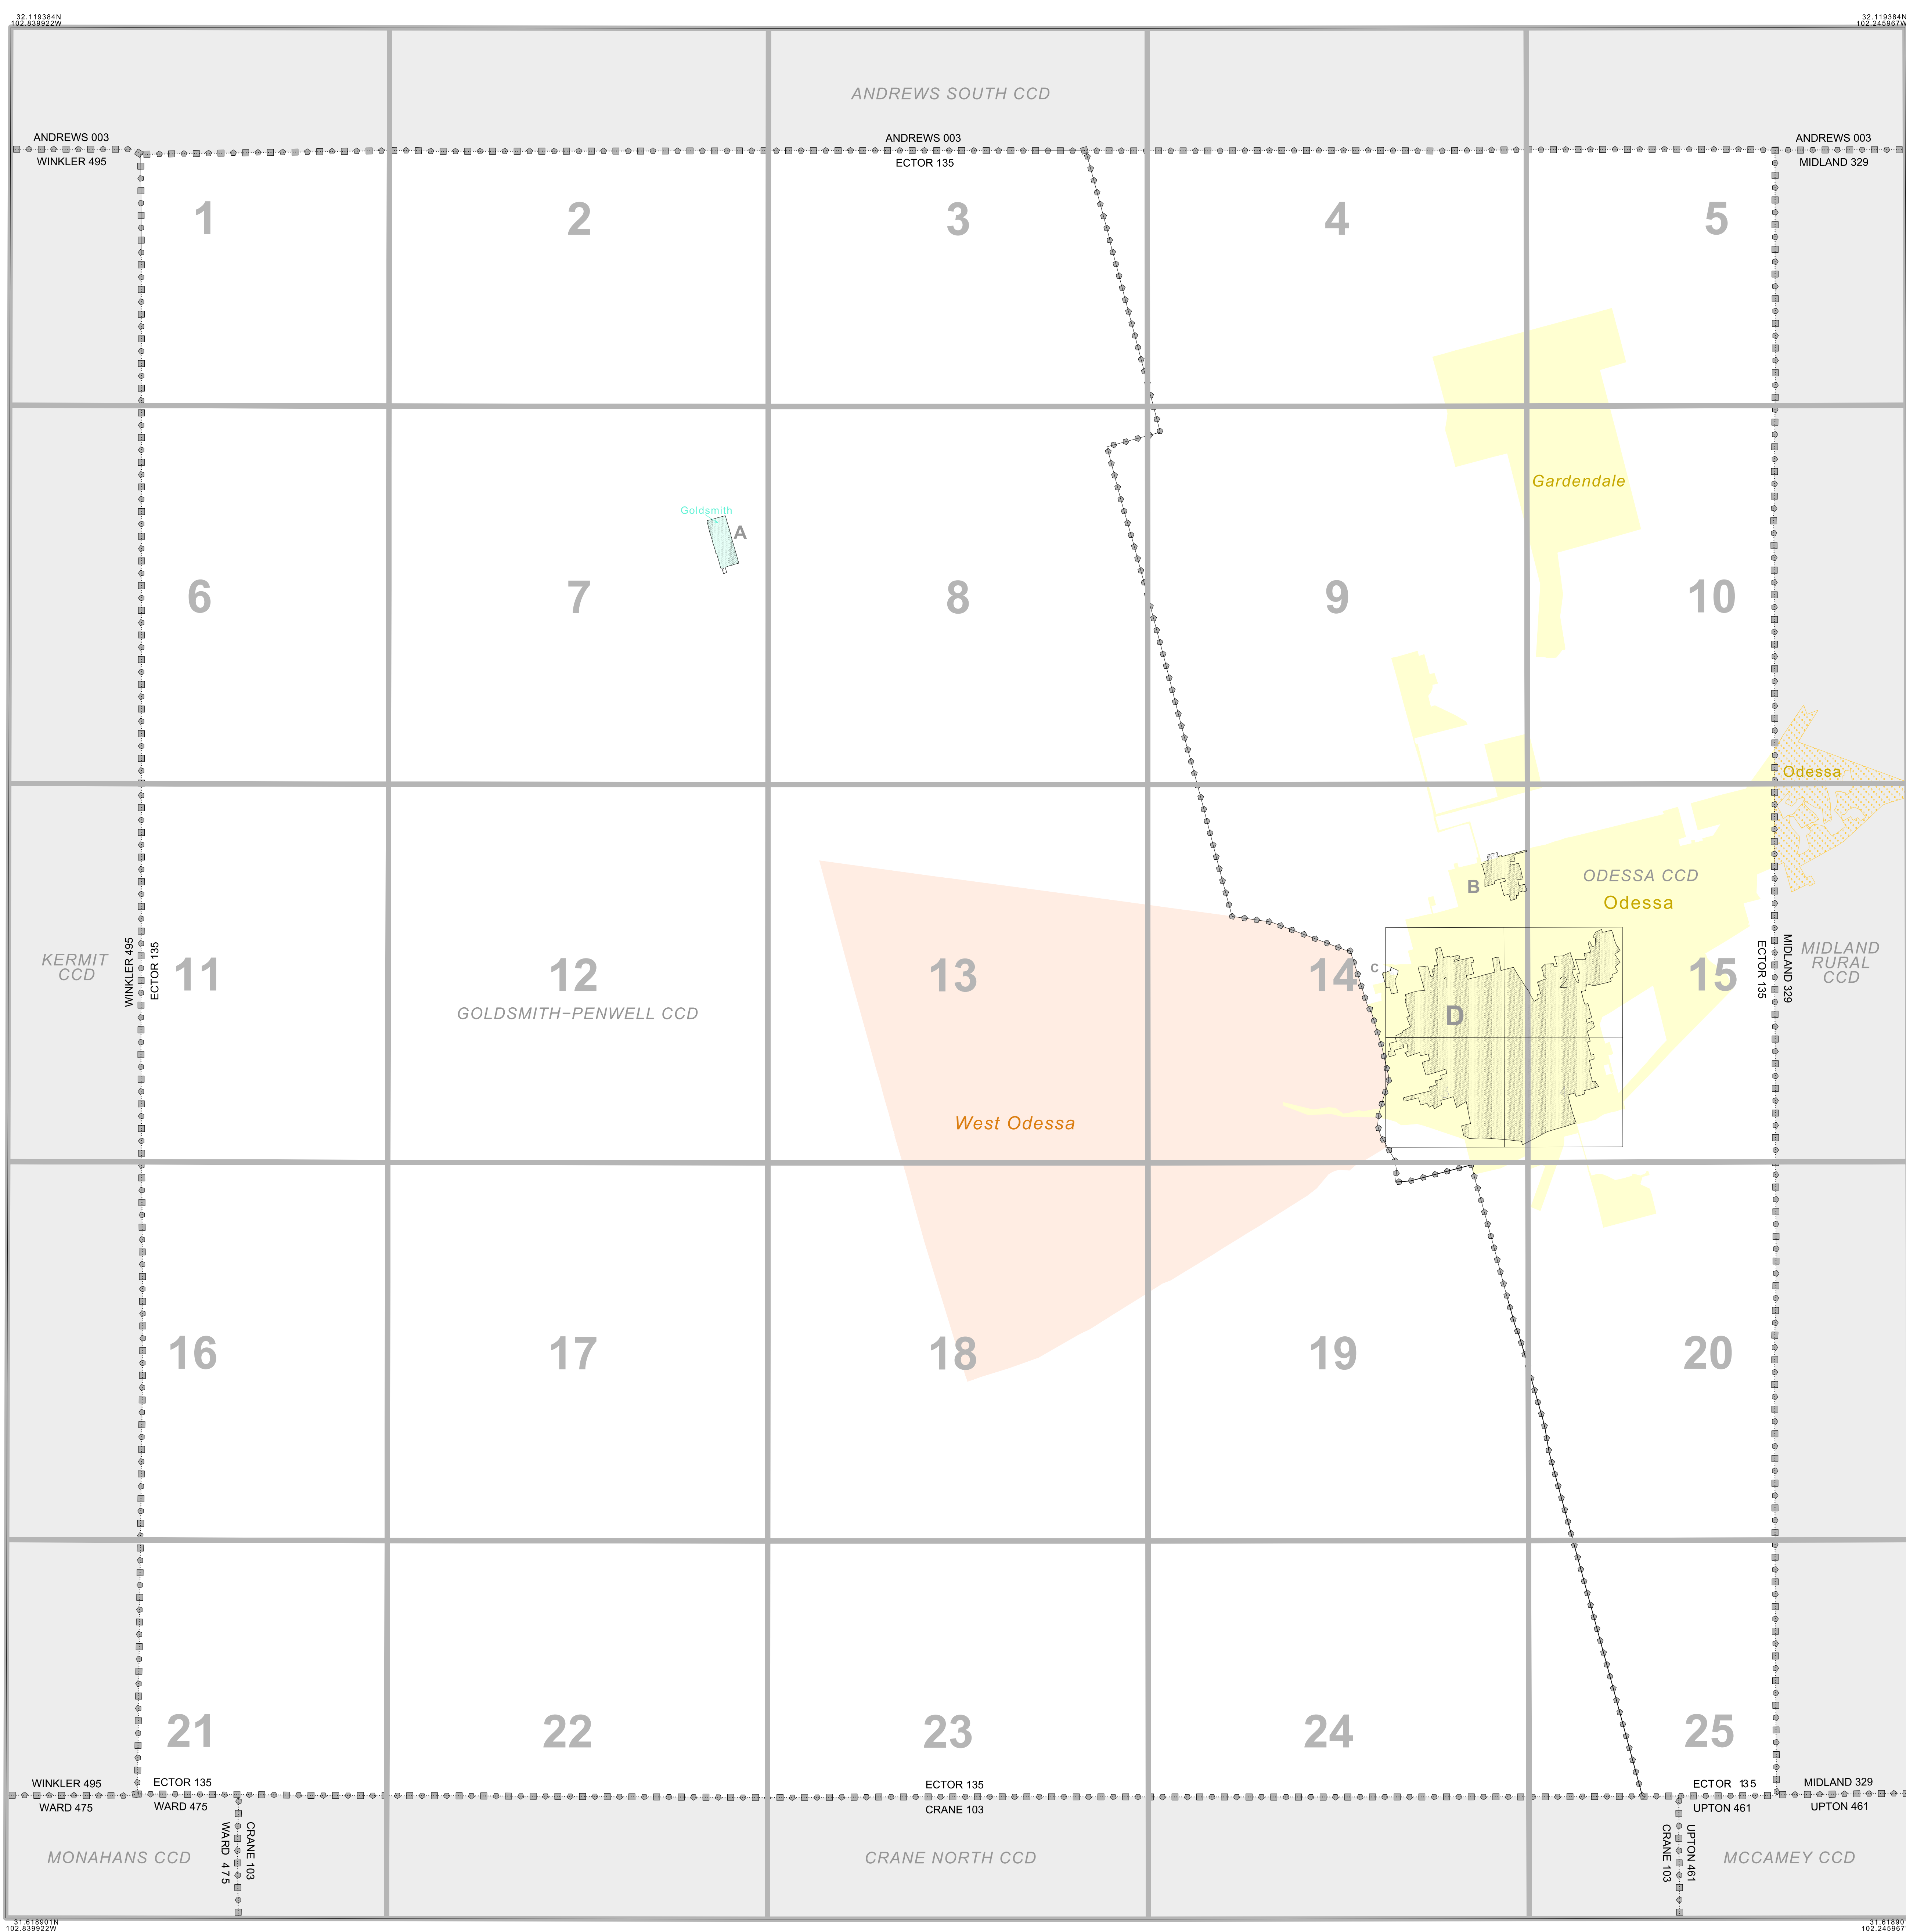 32.119384N
102.839922W
32.119384N
102.245967W
ANDREWS SOUTH CCD
ANDREWS 003
WINKLER 495
ANDREWS 003
ECTOR 135
ANDREWS 003
MIDLAND 329
1
2
3
4
5
Gardendale
Goldsmith
A
6
7
8
9
10
Odessa
ODESSA CCD
B
Odessa
KERMIT
CCD
WINKLER 495
ECTOR 135
11
12
GOLDSMITH-PENWELL CCD
13
14
C
1
2
D
3
4
15
ECTOR 135
MIDLAND 329
MIDLAND
RURAL
CCD
West Odessa
16
17
18
19
20
21
22
23
24
25
WINKLER 495
WARD 475
ECTOR 135
WARD 475
ECTOR 135
CRANE 103
ECTOR 135
UPTON 461
MIDLAND 329
UPTON 461
MONAHANS CCD
WARD 475
CRANE 103
CRANE NORTH CCD
CRANE 103
UPTON 461
MCCAMEY CCD
31.618901N
102.839922W
31.61890
102.245967